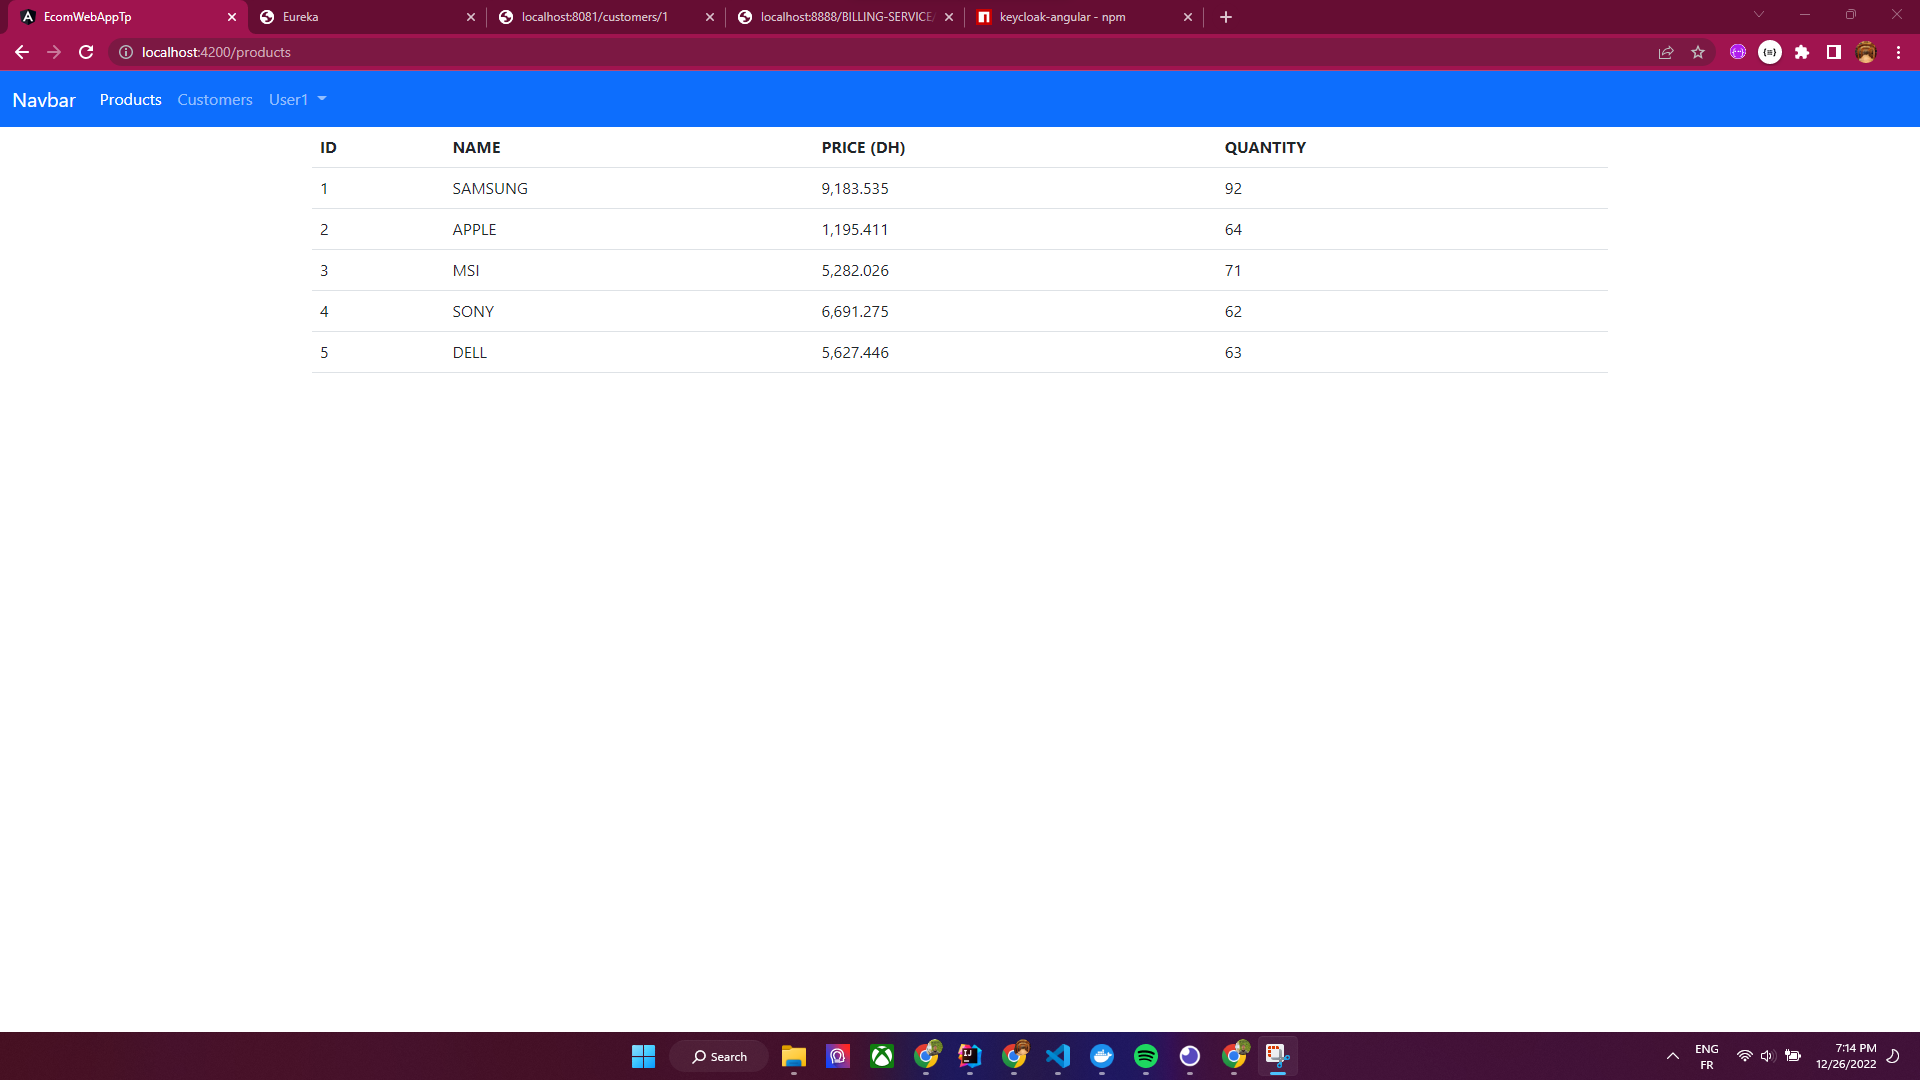 EcomWebAppTp
Eureka
localhost:8081/customers/1
localhost:8888/BILLING-SERVICE/
keycloak-angular - npm
localhost:4200/products
Navbar Products Customers User1
ID NAME PRICE (DH) QUANTITY
1 SAMSUNG 9,183.535 92
2 APPLE 1,195.411 64
3 MSI 5,282.026 71
4 SONY 6,691.275 62
5 DELL 5,627.446 63
Search
ENG
FR
7:14 PM
12/26/2022